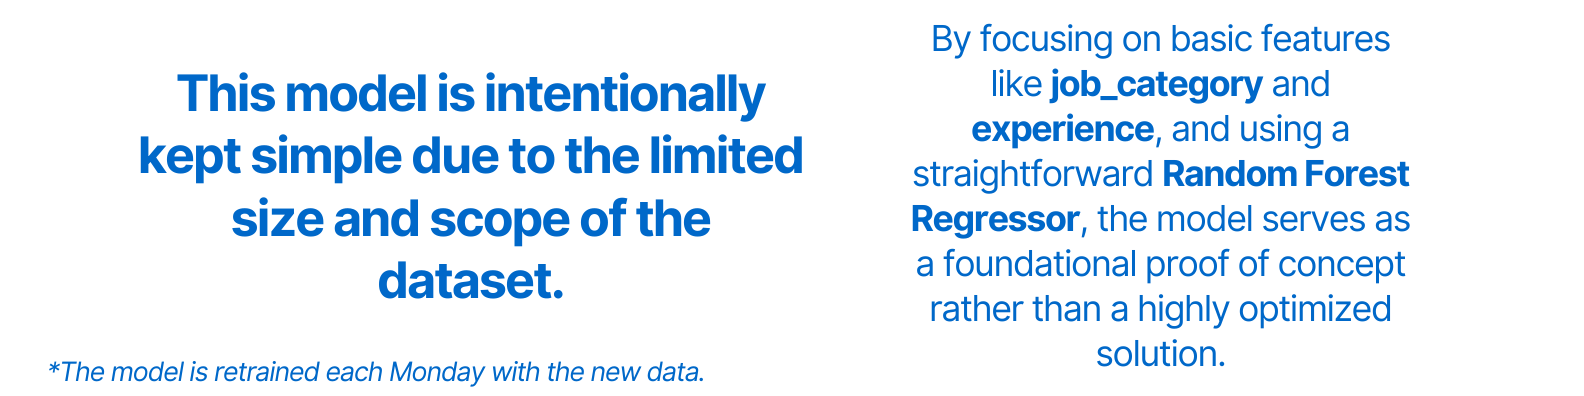 This model is intentionally
kept simple due to the limited
size and scope of the
dataset.
*The model is retrained each Monday with the new data.
By focusing on basic features
like job_category and
experience, and using a
straightforward Random Forest
Regressor, the model serves as
a foundational proof of concept
rather than a highly optimized
solution.